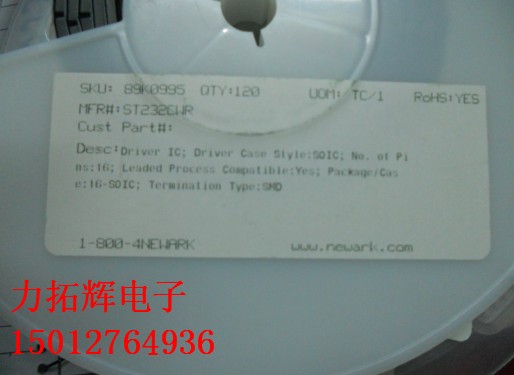 SKU: 89K0995 QTY:120 UOM: TC/1 RoHS:YES
MFR#:ST232CWR
Cust Part#:
Desc:Driver IC; Driver Case Style:SOIC; No. of Pi
ns:16; Leaded Process Compatible:Yes; Package/Cas
e:16-SOIC; Termination Type:SMD
1-800-4NEWARK www.newark.com
力拓辉电子
15012764936